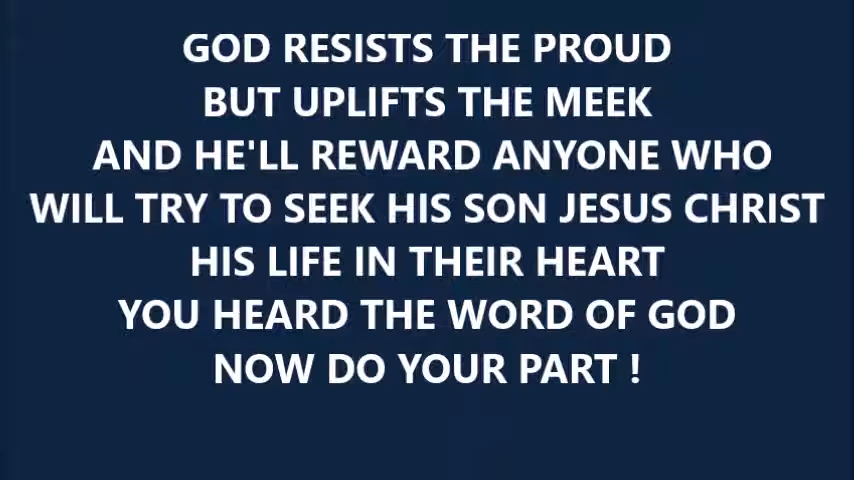 GOD RESISTS THE PROUD
BUT UPLIFTS THE MEEK
AND HE'LL REWARD ANYONE WHO
WILL TRY TO SEEK HIS SON JESUS CHRIST
HIS LIFE IN THEIR HEART
YOU HEARD THE WORD OF GOD
NOW DO YOUR PART !